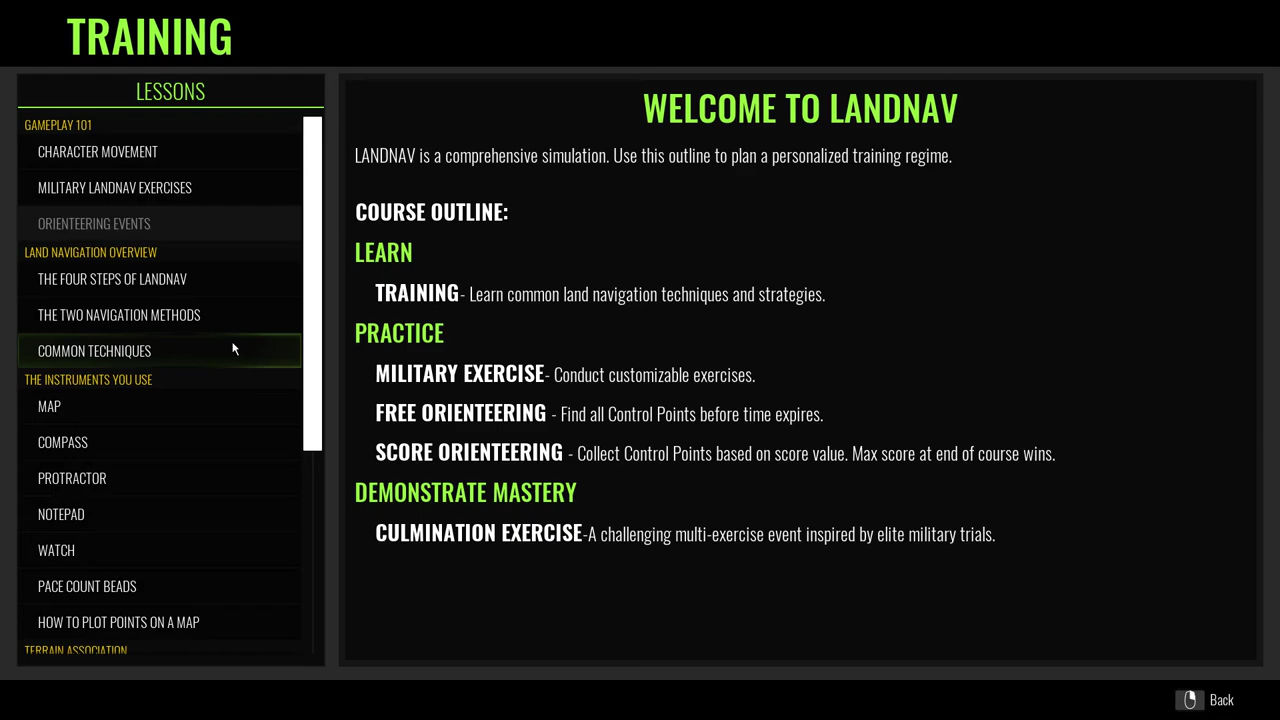 TRAINING
LESSONS
GAMEPLAY 101
CHARACTER MOVEMENT
MILITARY LANDNAV EXERCISES
ORIENTEERING EVENTS
LAND NAVIGATION OVERVIEW
THE FOUR STEPS OF LANDNAV
THE TWO NAVIGATION METHODS
COMMON TECHNIQUES
THE INSTRUMENTS YOU USE
MAP
COMPASS
PROTRACTOR
NOTEPAD
WATCH
PACE COUNT BEADS
HOW TO PLOT POINTS ON A MAP
TERRAIN ASSOCIATION
WELCOME TO LANDNAV
LANDNAV is a comprehensive simulation. Use this outline to plan a personalized training regime.
COURSE OUTLINE:
LEARN
TRAINING- Learn common land navigation techniques and strategies.
PRACTICE
MILITARY EXERCISE- Conduct customizable exercises.
FREE ORIENTEERING - Find all Control Points before time expires.
SCORE ORIENTEERING - Collect Control Points based on score value. Max score at end of course wins.
DEMONSTRATE MASTERY
CULMINATION EXERCISE-A challenging multi-exercise event inspired by elite military trials.
Back